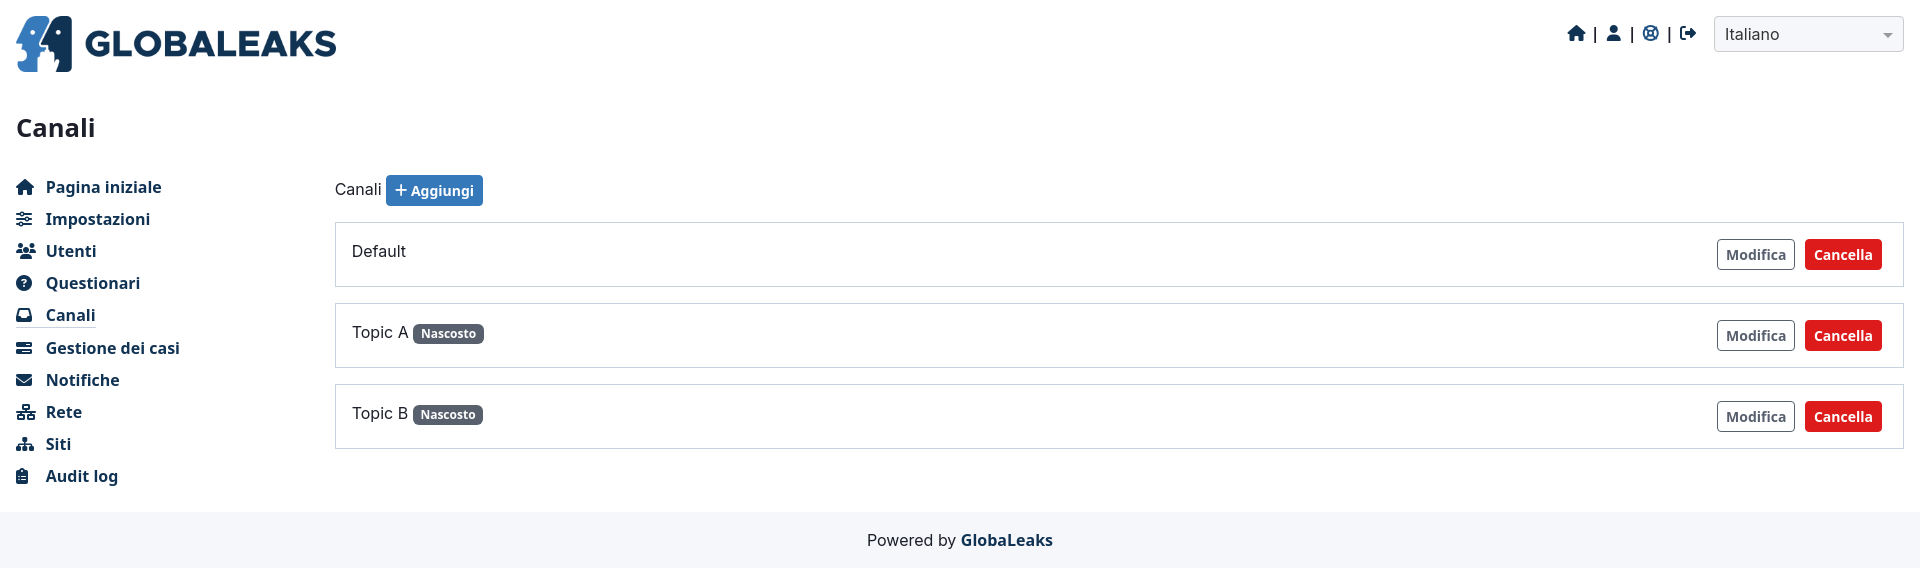 GLOBALEAKS
| | | Italiano
Canali
Pagina iniziale
Impostazioni
Utenti
Questionari
Canali
Gestione dei casi
Notifiche
Rete
Siti
Audit log
Canali + Aggiungi
Default Modifica Cancella
Topic A Nascosto Modifica Cancella
Topic B Nascosto Modifica Cancella
Powered by GlobaLeaks